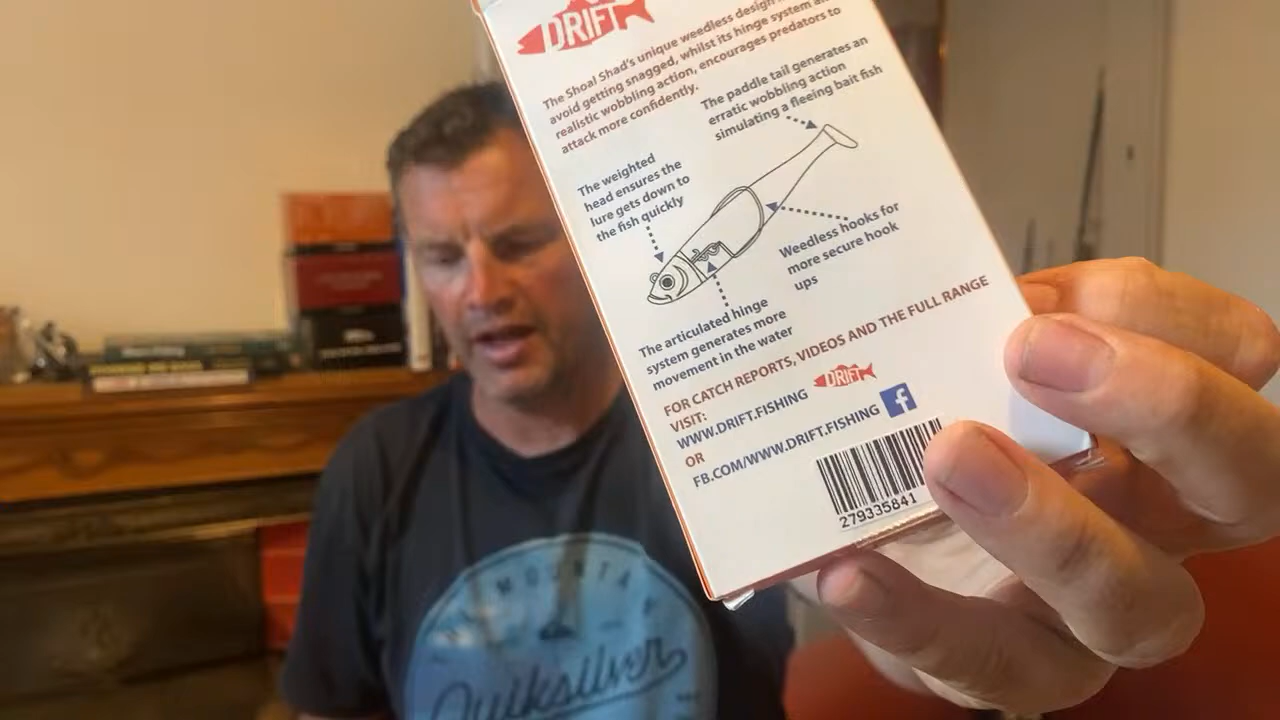 DRIFT
The Shoal Shad's unique weedless design
avoid getting snagged, whilst its hinge system
realistic wobbling action, encourages predators to
attack more confidently.
The paddle tail generates an
erratic wobbling action
simulating a fleeing bait fish
The weighted
head ensures the
lure gets down to
the fish quickly
Weedless hooks for
more secure hook
ups
The articulated hinge
system generates more
movement in the water
FOR CATCH REPORTS, VIDEOS AND THE FULL RANGE
VISIT:
WWW.DRIFT.FISHING
DRIFT
OR
FB.COM/WWW.DRIFT.FISHING f
279335841
MOUNTA
Quiksilver